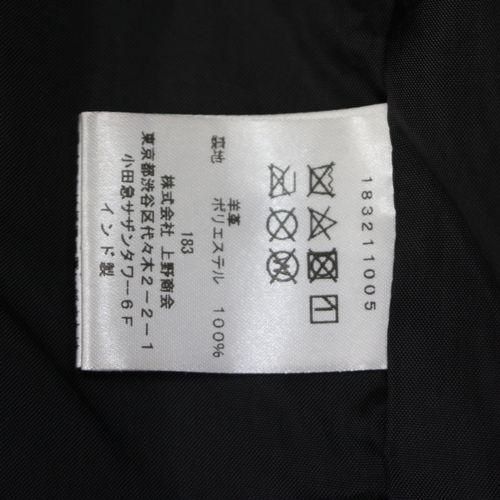 183211005
羊革
裏地　ポリエステル　100%
株式会社 上野商会
183
東京都渋谷区代々木2-2-1
小田急サザンタワー6F
インド製